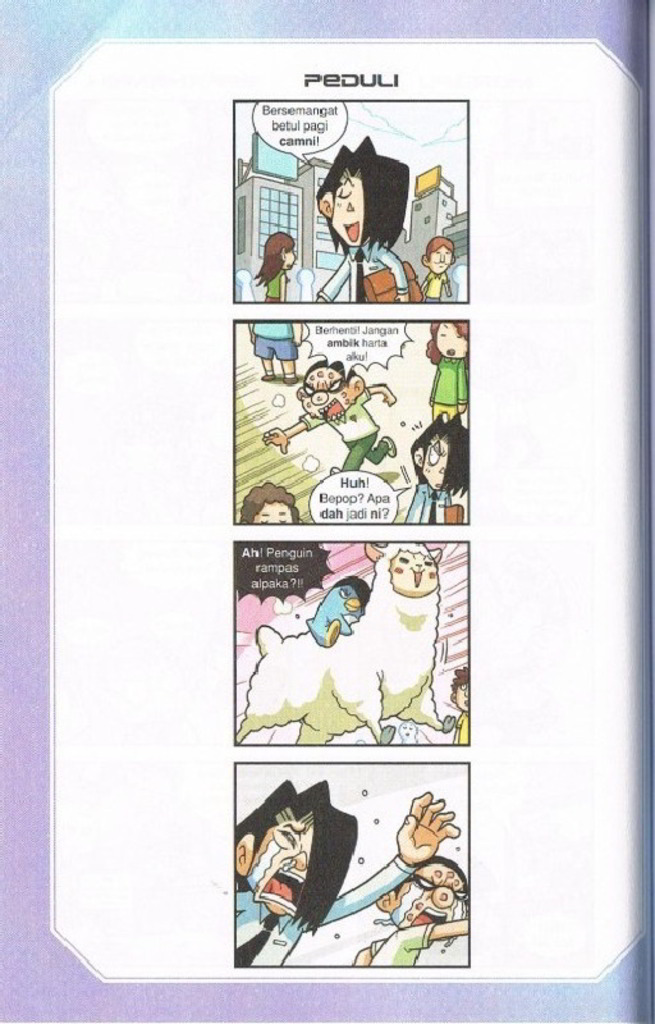 PEDULI
Bersemangat
betul pagi
camni!
Berhenti! Jangan
ambik harta
aku!
Huh!
Bepop? Apa
dah jadi ni?
Ah! Penguin
rampas
alpaka?!!